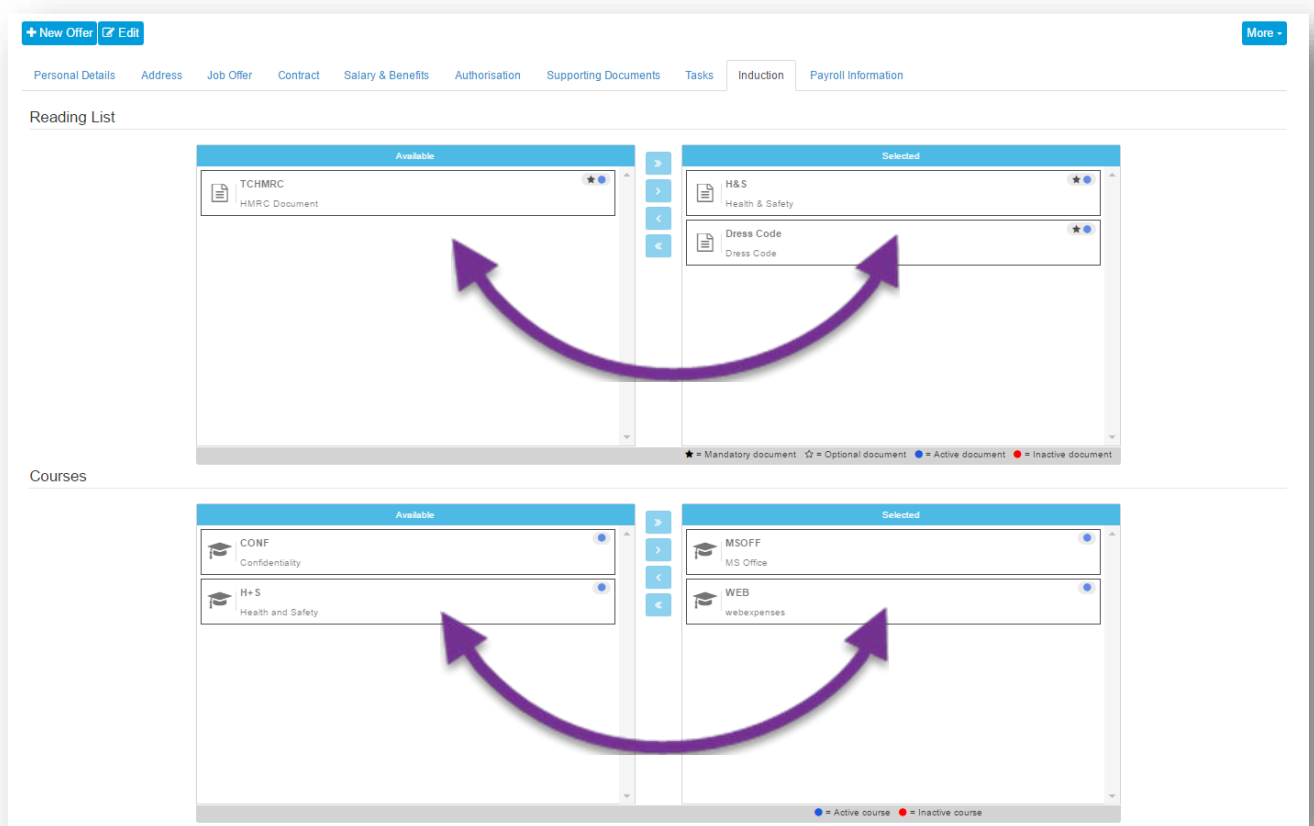 New Offer Edit More
Personal Details Address Job Offer Contract Salary & Benefits Authorisation Supporting Documents Tasks Induction Payroll Information
Reading List
Available
TCHMRC
HMRC Document
Selected
H&S
Health & Safety
Dress Code
Dress Code
★ = Mandatory document ☆ = Optional document = Active document = Inactive document
Courses
Available
CONF
Confidentiality
H+S
Health and Safety
Selected
MSOFF
MS Office
WEB
webexpenses
= Active course = Inactive course